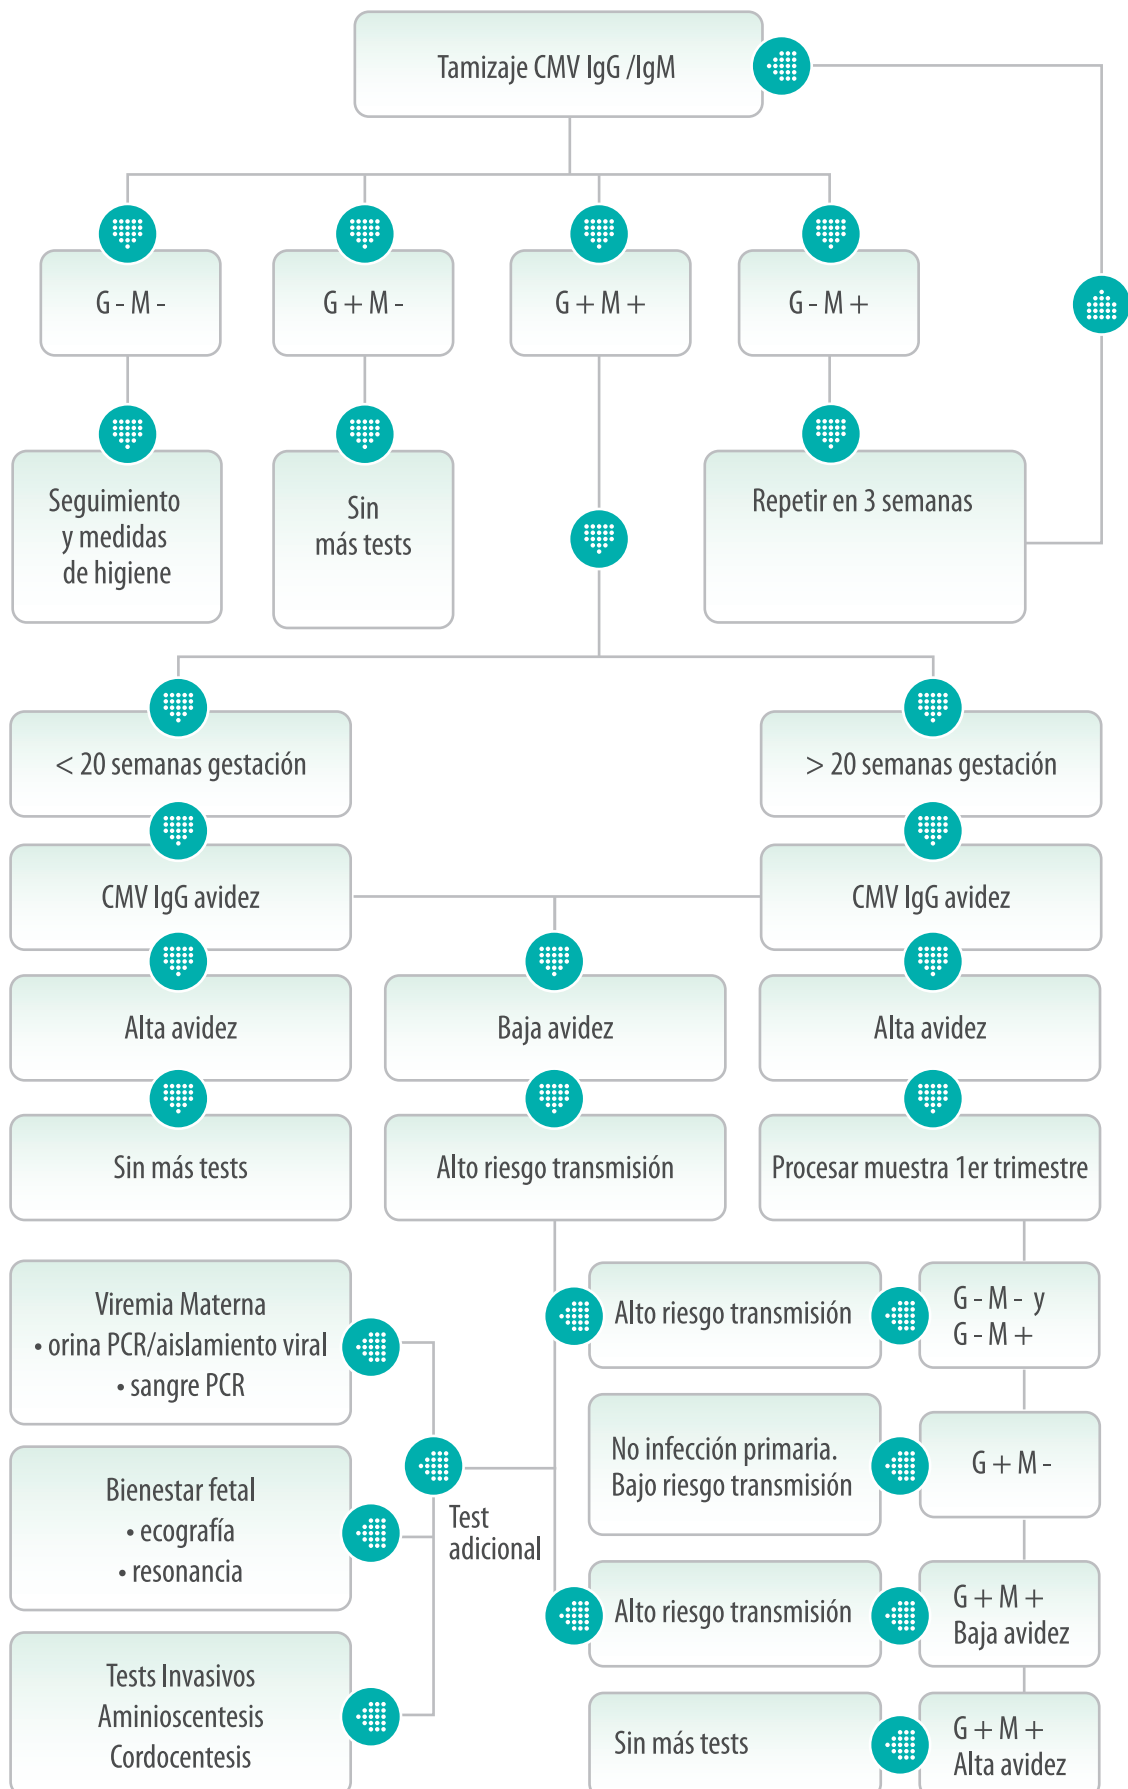 Tamizaje CMV IgG /IgM
G - M -
G + M -
G + M +
G - M +
Seguimiento
y medidas
de higiene
Sin
más tests
Repetir en 3 semanas
< 20 semanas gestación
> 20 semanas gestación
CMV IgG avidez
CMV IgG avidez
Alta avidez
Baja avidez
Alta avidez
Sin más tests
Alto riesgo transmisión
Procesar muestra 1er trimestre
Viremia Materna
• orina PCR/aislamiento viral
• sangre PCR
Alto riesgo transmisión
G - M - y
G - M +
No infección primaria.
Bajo riesgo transmisión
G + M -
Bienestar fetal
• ecografía
• resonancia
Test
adicional
Alto riesgo transmisión
G + M +
Baja avidez
Tests Invasivos
Aminioscentesis
Cordocentesis
Sin más tests
G + M +
Alta avidez